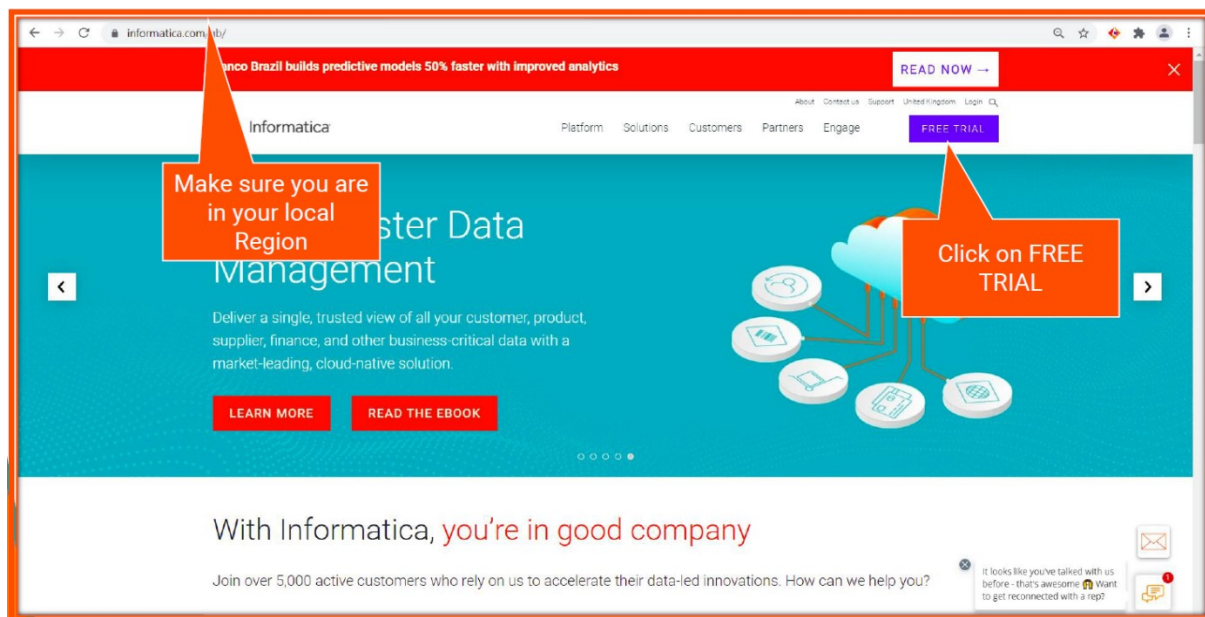 informatica.com/gb/
anco Brazil builds predictive models 50% faster with improved analytics
READ NOW →
About Contact us Support United Kingdom Login
Informatica
Platform Solutions Customers Partners Engage
FREE TRIAL
Make sure you are
in your local
Region
ster Data
Management
Click on FREE
TRIAL
Deliver a single, trusted view of all your customer, product,
supplier, finance, and other business-critical data with a
market-leading, cloud-native solution.
LEARN MORE READ THE EBOOK
With Informatica, you're in good company
Join over 5,000 active customers who rely on us to accelerate their data-led innovations. How can we help you?
It looks like you've talked with us
before - that's awesome Want
to get reconnected with a rep?
1